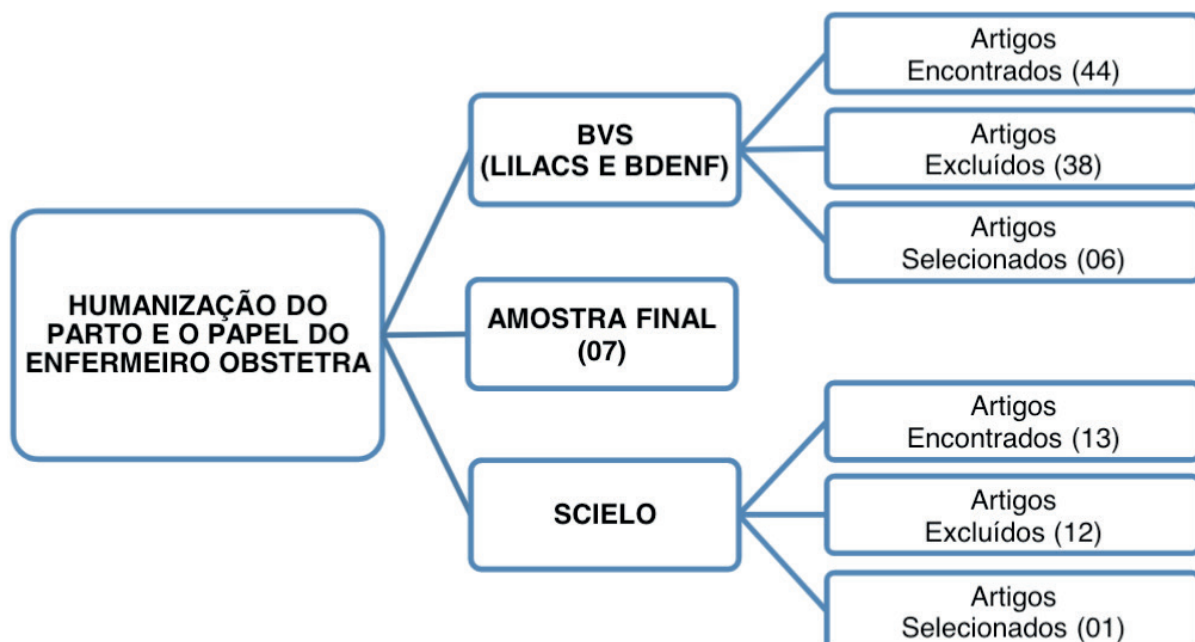 HUMANIZAÇÃO DO
PARTO E O PAPEL DO
ENFERMEIRO OBSTETRA
BVS
(LILACS E BDENF)
Artigos
Encontrados (44)
Artigos
Excluídos (38)
Artigos
Selecionados (06)
AMOSTRA FINAL
(07)
SCIELO
Artigos
Encontrados (13)
Artigos
Excluídos (12)
Artigos
Selecionados (01)